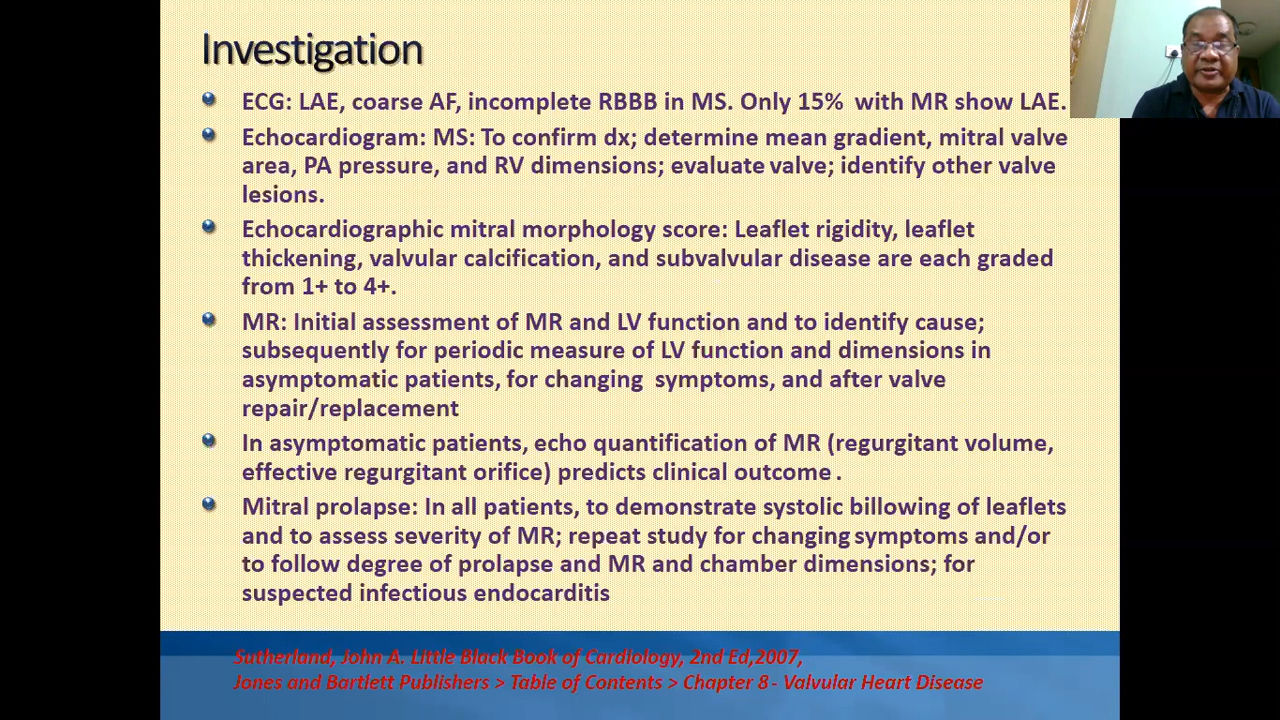 Investigation
ECG: LAE, coarse AF, incomplete RBBB in MS. Only 15% with MR show LAE.
Echocardiogram: MS: To confirm dx; determine mean gradient, mitral valve
area, PA pressure, and RV dimensions; evaluate valve; identify other valve
lesions.
Echocardiographic mitral morphology score: Leaflet rigidity, leaflet
thickening, valvular calcification, and subvalvular disease are each graded
from 1+ to 4+.
MR: Initial assessment of MR and LV function and to identify cause;
subsequently for periodic measure of LV function and dimensions in
asymptomatic patients, for changing symptoms, and after valve
repair/replacement
In asymptomatic patients, echo quantification of MR (regurgitant volume,
effective regurgitant orifice) predicts clinical outcome .
Mitral prolapse: In all patients, to demonstrate systolic billowing of leaflets
and to assess severity of MR; repeat study for changing symptoms and/or
to follow degree of prolapse and MR and chamber dimensions; for
suspected infectious endocarditis
Sutherland, John A. Little Black Book of Cardiology, 2nd Ed,2007,
Jones and Bartlett Publishers > Table of Contents > Chapter 8 - Valvular Heart Disease